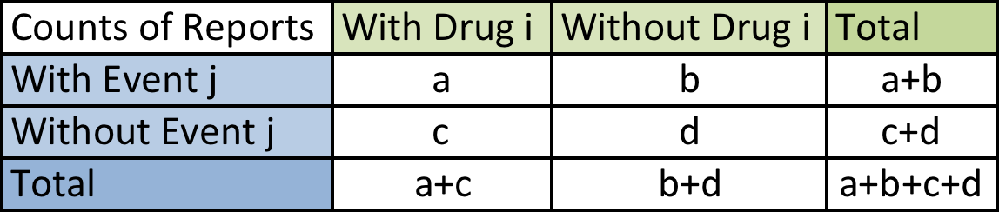 Counts of Reports With Drug i Without Drug i Total
With Event j a b a+b
Without Event j c d c+d
Total a+c b+d a+b+c+d